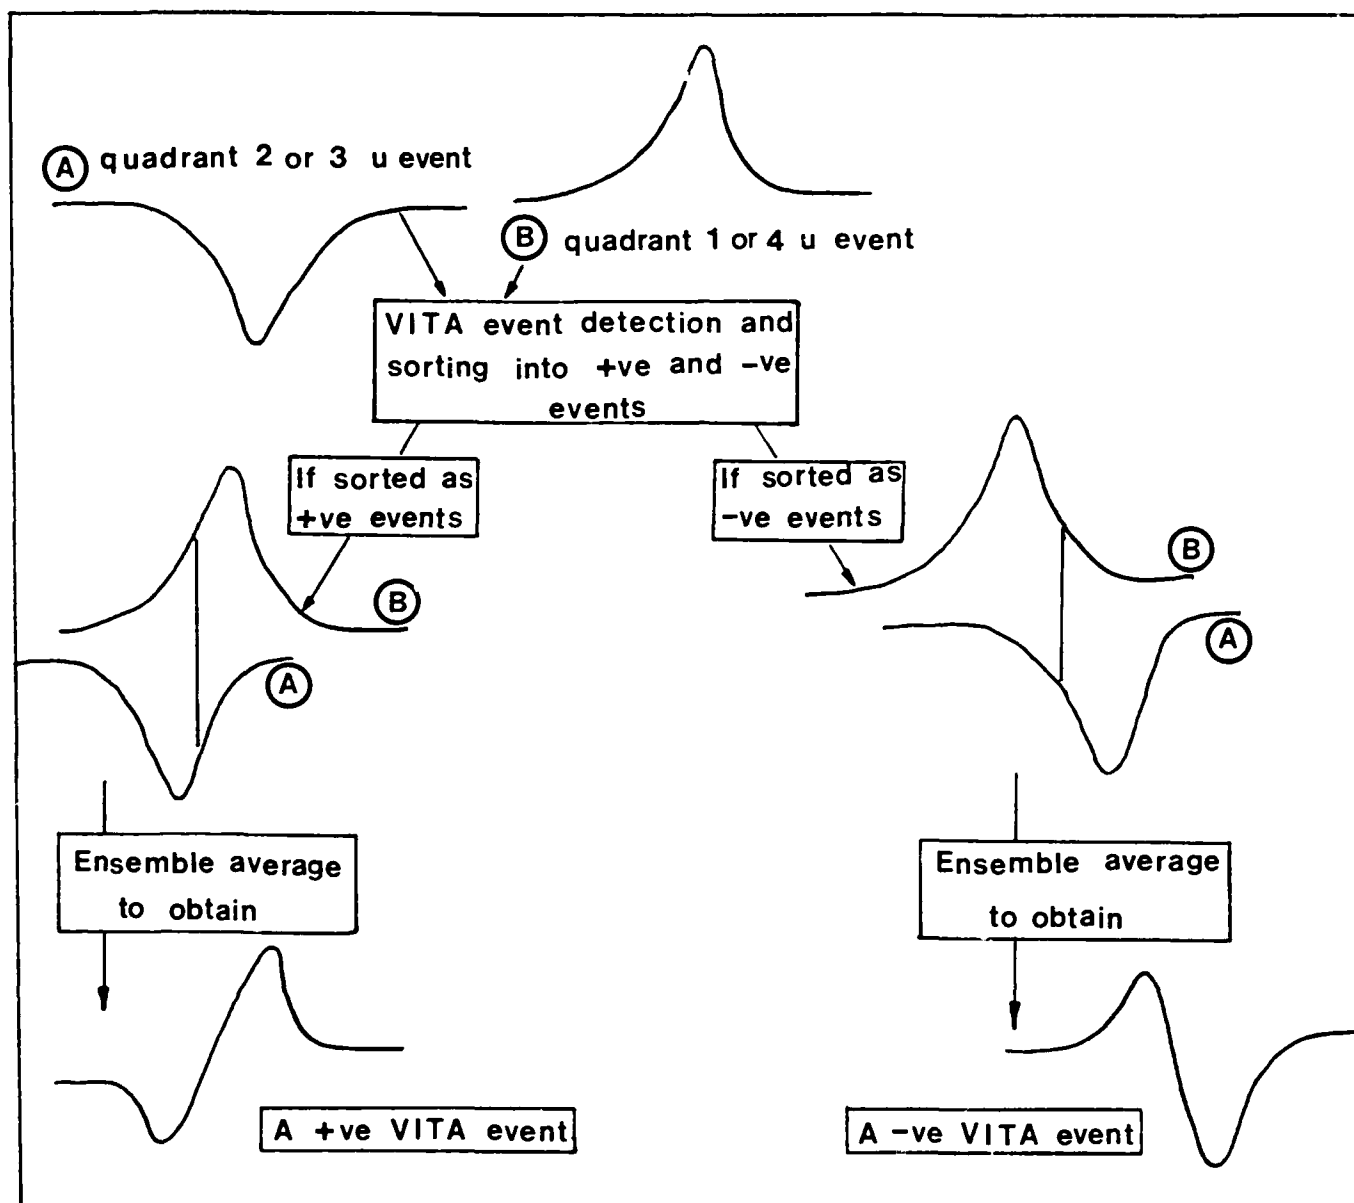 A quadrant 2 or 3 u event
B quadrant 1 or 4 u event
VITA event detection and
sorting into +ve and -ve
events
If sorted as
+ve events
If sorted as
-ve events
B
A
B
A
Ensemble average
to obtain
Ensemble average
to obtain
A +ve VITA event
A -ve VITA event